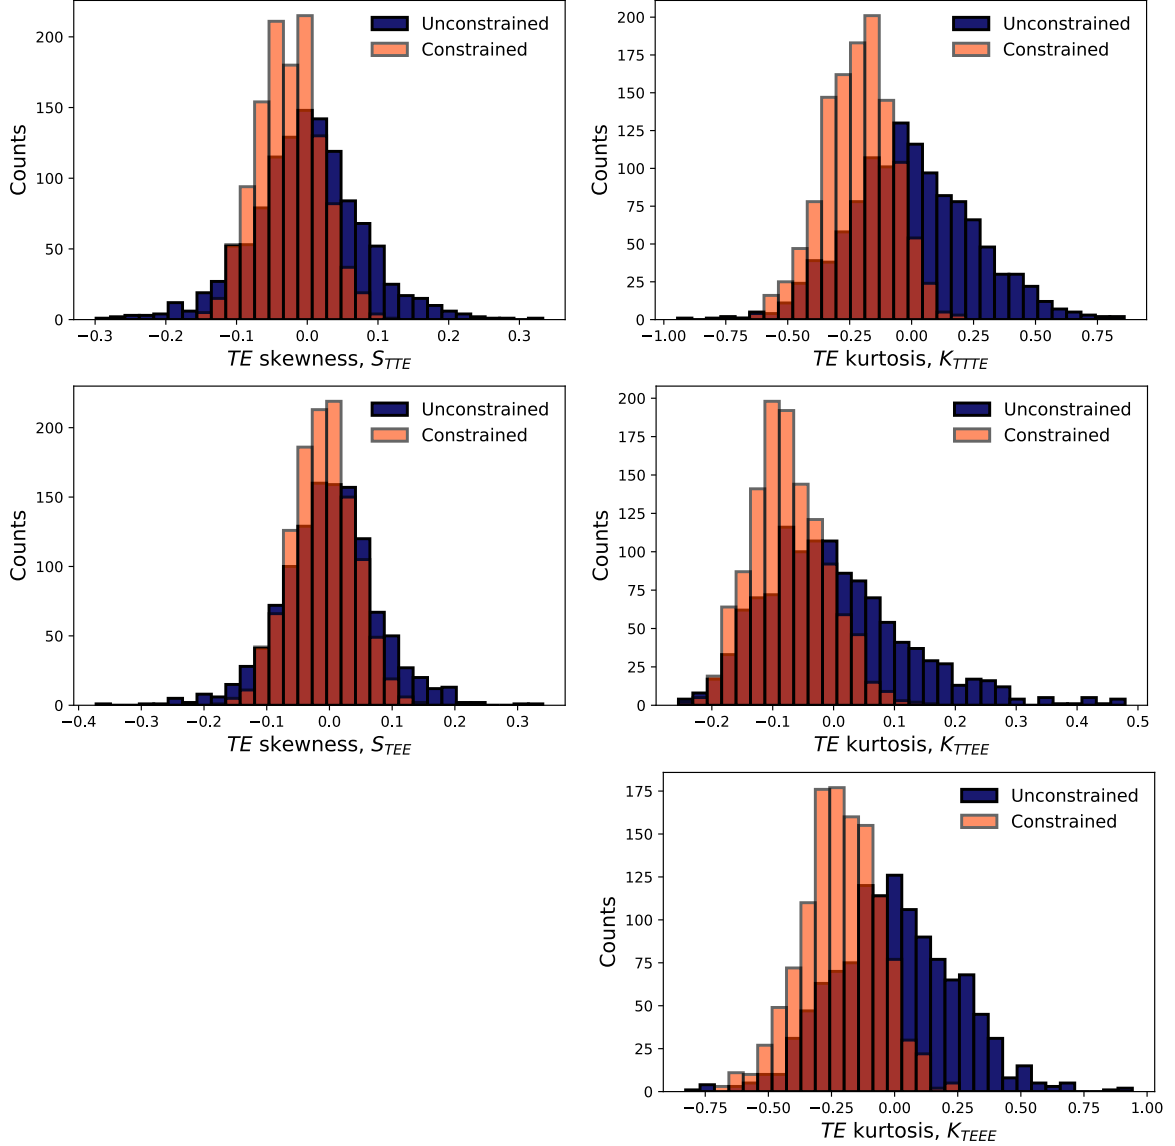 200
150
100
50
0
Counts
Unconstrained
Constrained
−0.3 −0.2 −0.1 0.0 0.1 0.2 0.3
TE skewness, S_TTE
200
175
150
125
100
75
50
25
0
Counts
Unconstrained
Constrained
−1.00 −0.75 −0.50 −0.25 0.00 0.25 0.50 0.75
TE kurtosis, K_TTTE
200
150
100
50
0
Counts
Unconstrained
Constrained
−0.4 −0.3 −0.2 −0.1 0.0 0.1 0.2 0.3
TE skewness, S_TEE
200
175
150
125
100
75
50
25
0
Counts
Unconstrained
Constrained
−0.2 −0.1 0.0 0.1 0.2 0.3 0.4 0.5
TE kurtosis, K_TTEE
175
150
125
100
75
50
25
0
Counts
Unconstrained
Constrained
−0.75 −0.50 −0.25 0.00 0.25 0.50 0.75 1.00
TE kurtosis, K_TEEE